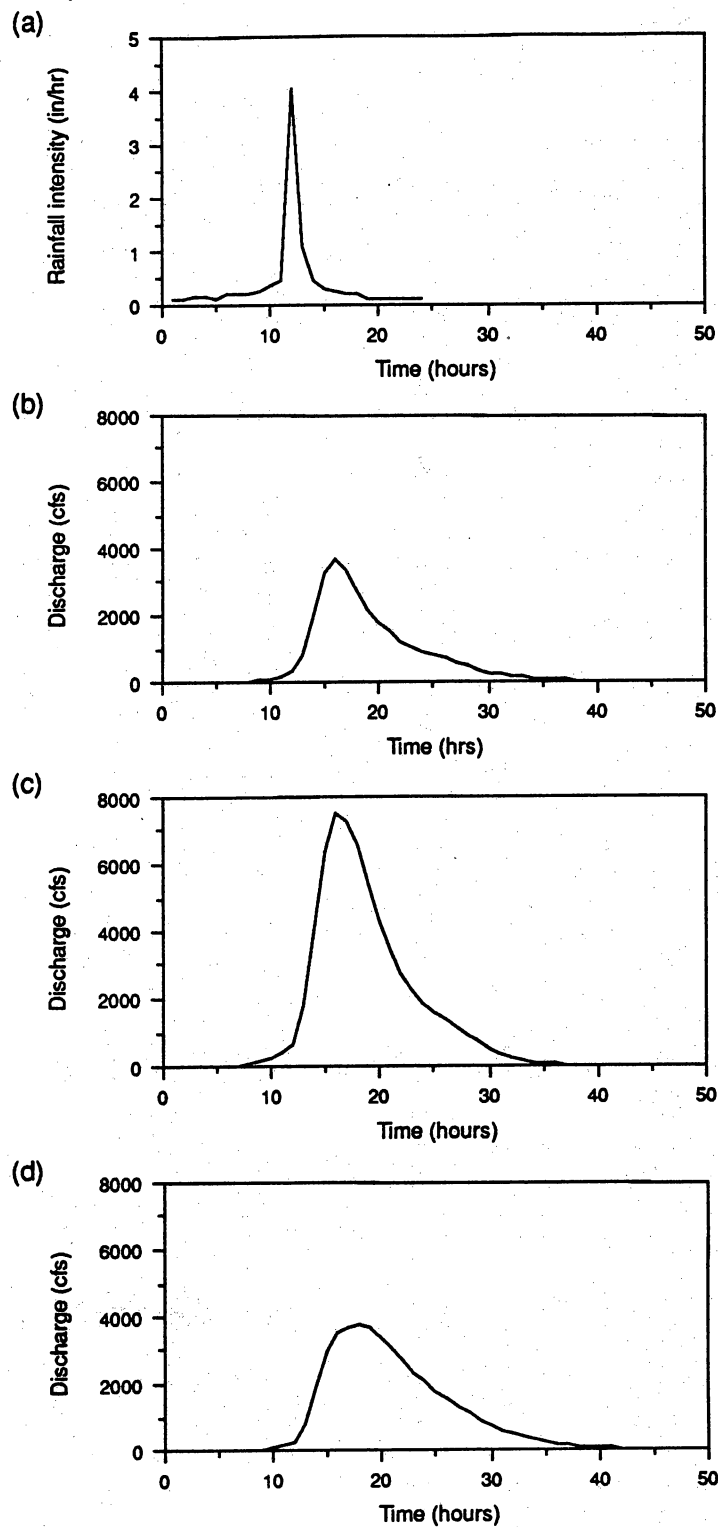 (a)
5
4
3
2
1
0
Rainfall intensity (in/hr)
0 10 20 30 40 50
Time (hours)
(b)
8000
6000
4000
2000
0
Discharge (cfs)
0 10 20 30 40 50
Time (hrs)
(c)
8000
6000
4000
2000
0
Discharge (cfs)
0 10 20 30 40 50
Time (hours)
(d)
8000
6000
4000
2000
0
Discharge (cfs)
0 10 20 30 40 50
Time (hours)